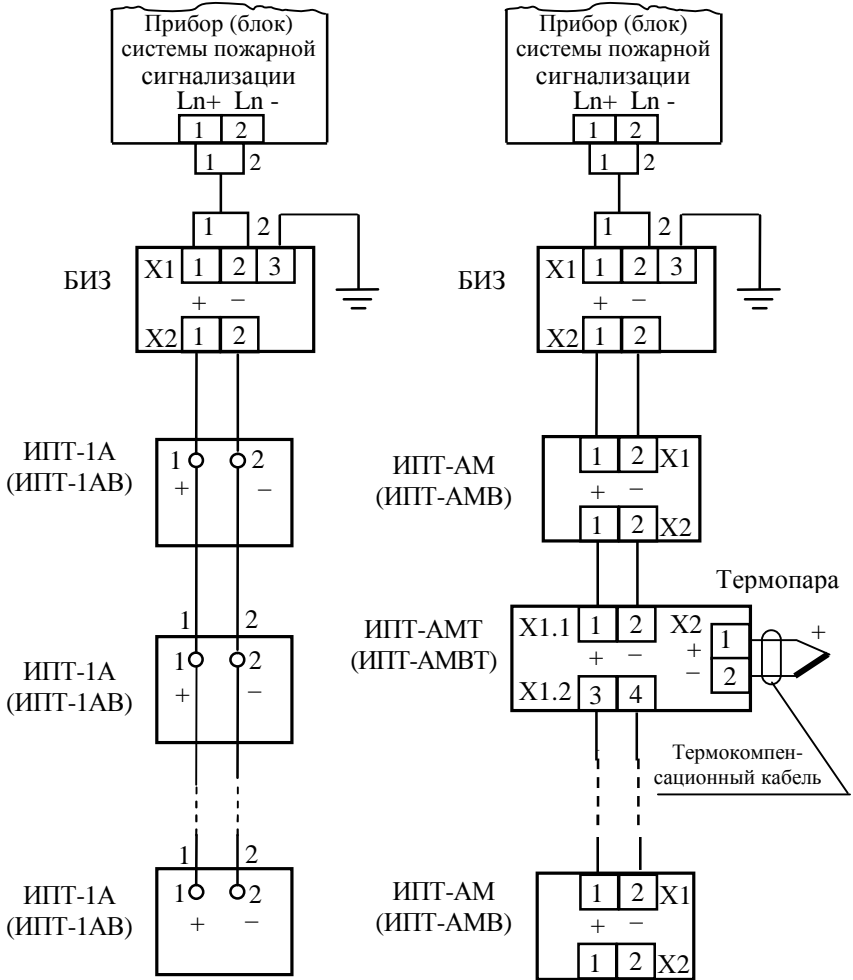 Прибор (блок)
системы пожарной
сигнализации
Ln+ Ln -
1 2
1 2
1 2
БИЗ
X1 1 2 3
+ −
X2 1 2
ИПТ-1А
(ИПТ-1АВ)
1 2
+ −
1 2
ИПТ-1А
(ИПТ-1АВ)
1 2
+ −
1 2
ИПТ-1А
(ИПТ-1АВ)
1 2
+ −
Прибор (блок)
системы пожарной
сигнализации
Ln+ Ln -
1 2
1 2
1 2
БИЗ
X1 1 2 3
+ −
X2 1 2
ИПТ-АМ
(ИПТ-АМВ)
1 2 X1
+ −
1 2 X2
Термопара
ИПТ-АМТ
(ИПТ-АМВТ)
X1.1 1 2
+ −
X1.2 3 4
X2
+ 1
− 2
+
Термокомпен-
сационный кабель
ИПТ-АМ
(ИПТ-АМВ)
1 2 X1
+ −
1 2 X2